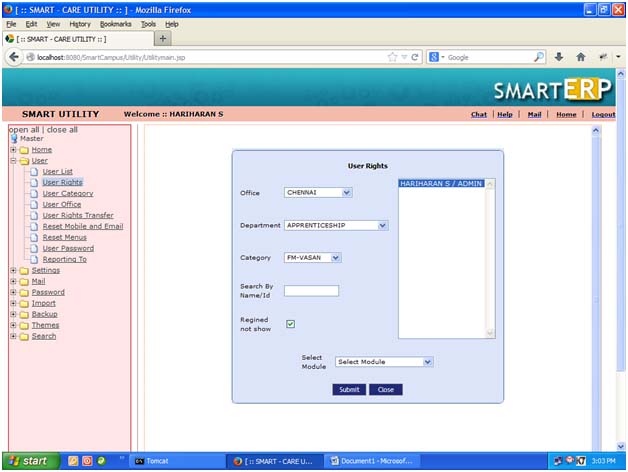 [ :: SMART - CARE UTILITY :: ] - Mozilla Firefox
File Edit View History Bookmarks Tools Help
[ :: SMART - CARE UTILITY :: ]
localhost:8080/SmartCampus/Utility/Utilitymain.jsp
Google
SMARTERP
SMART UTILITY Welcome :: HARIHARAN S Chat | Help | Mail | Home | Logout
open all | close all
Master
Home
User
User List
User Rights
User Category
User Office
User Rights Transfer
Reset Mobile and Email
Reset Menus
User Password
Reporting To
Settings
Mail
Password
Import
Backup
Themes
Search
User Rights
Office CHENNAI
HARIHARAN S / ADMIN
Department APPRENTICESHIP
Category FM-VASAN
Search By
Name/Id
Regined
not show
Select
Module
Select Module
Submit Close
start
Tomcat
[ :: SMART - CARE U...
Document1 - Microsof...
3:03 PM